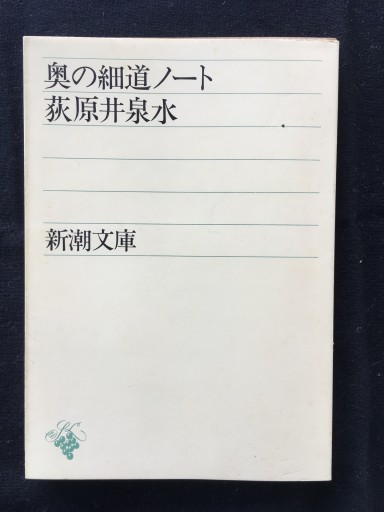 奥の細道ノート
荻原井泉水
新潮文庫